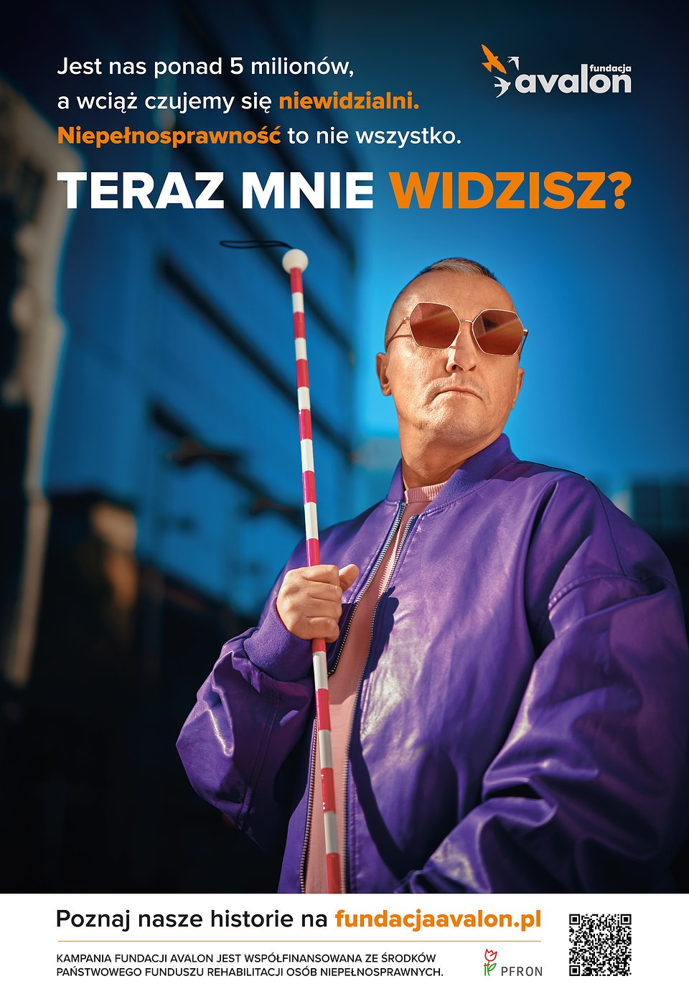 Jest nas ponad 5 milionów,
a wciąż czujemy się niewidzialni.
Niepełnosprawność to nie wszystko.
fundacja
avalon
TERAZ MNIE WIDZISZ?
Poznaj nasze historie na fundacjaavalon.pl
KAMPANIA FUNDACJI AVALON JEST WSPÓŁFINANSOWANA ZE ŚRODKÓW
PAŃSTWOWEGO FUNDUSZU REHABILITACJI OSÓB NIEPEŁNOSPRAWNYCH.
PFRON